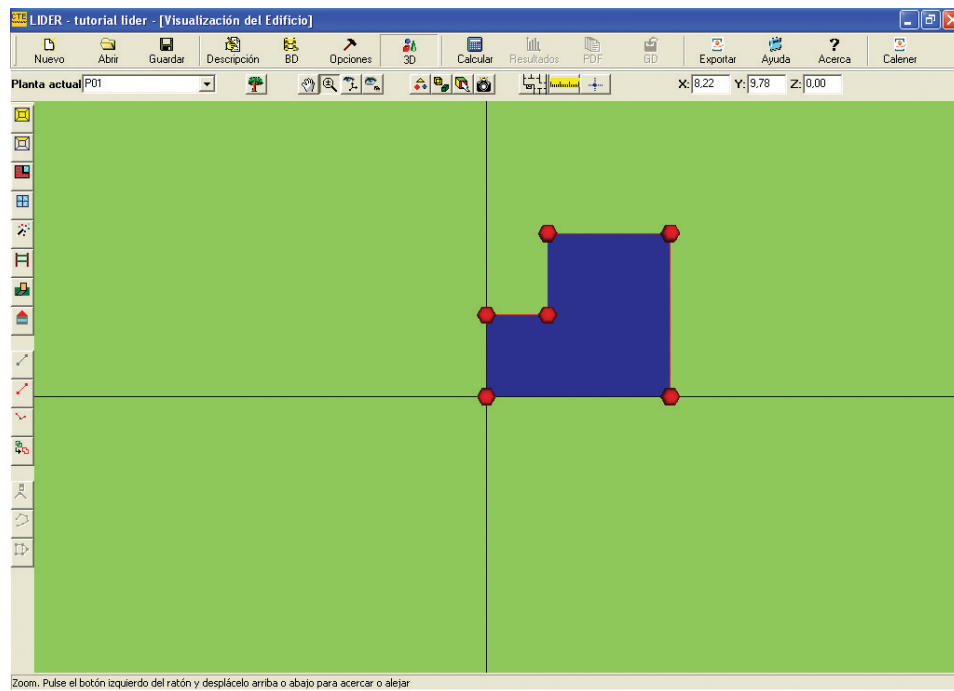 CTE LIDER - tutorial lider - [Visualización del Edificio]
Nuevo Abrir Guardar Descripción BD Opciones 3D Calcular Resultados PDF GD Exportar Ayuda Acerca Calener
Planta actual P01 X: 8,22 Y: 9,78 Z: 0,00
Zoom. Pulse el botón izquierdo del ratón y desplácelo arriba o abajo para acercar o alejar